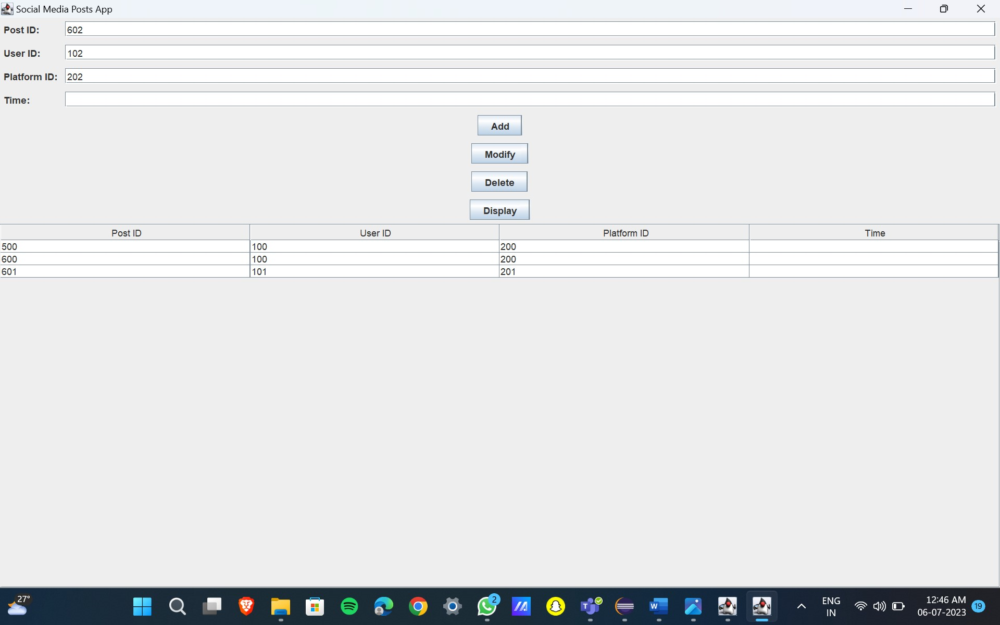 Social Media Posts App
Post ID: 602
User ID: 102
Platform ID: 202
Time:
Add
Modify
Delete
Display
Post ID User ID Platform ID Time
500 100 200
600 100 200
601 101 201
27°
2
T
W
ENG
IN
12:46 AM
06-07-2023
19